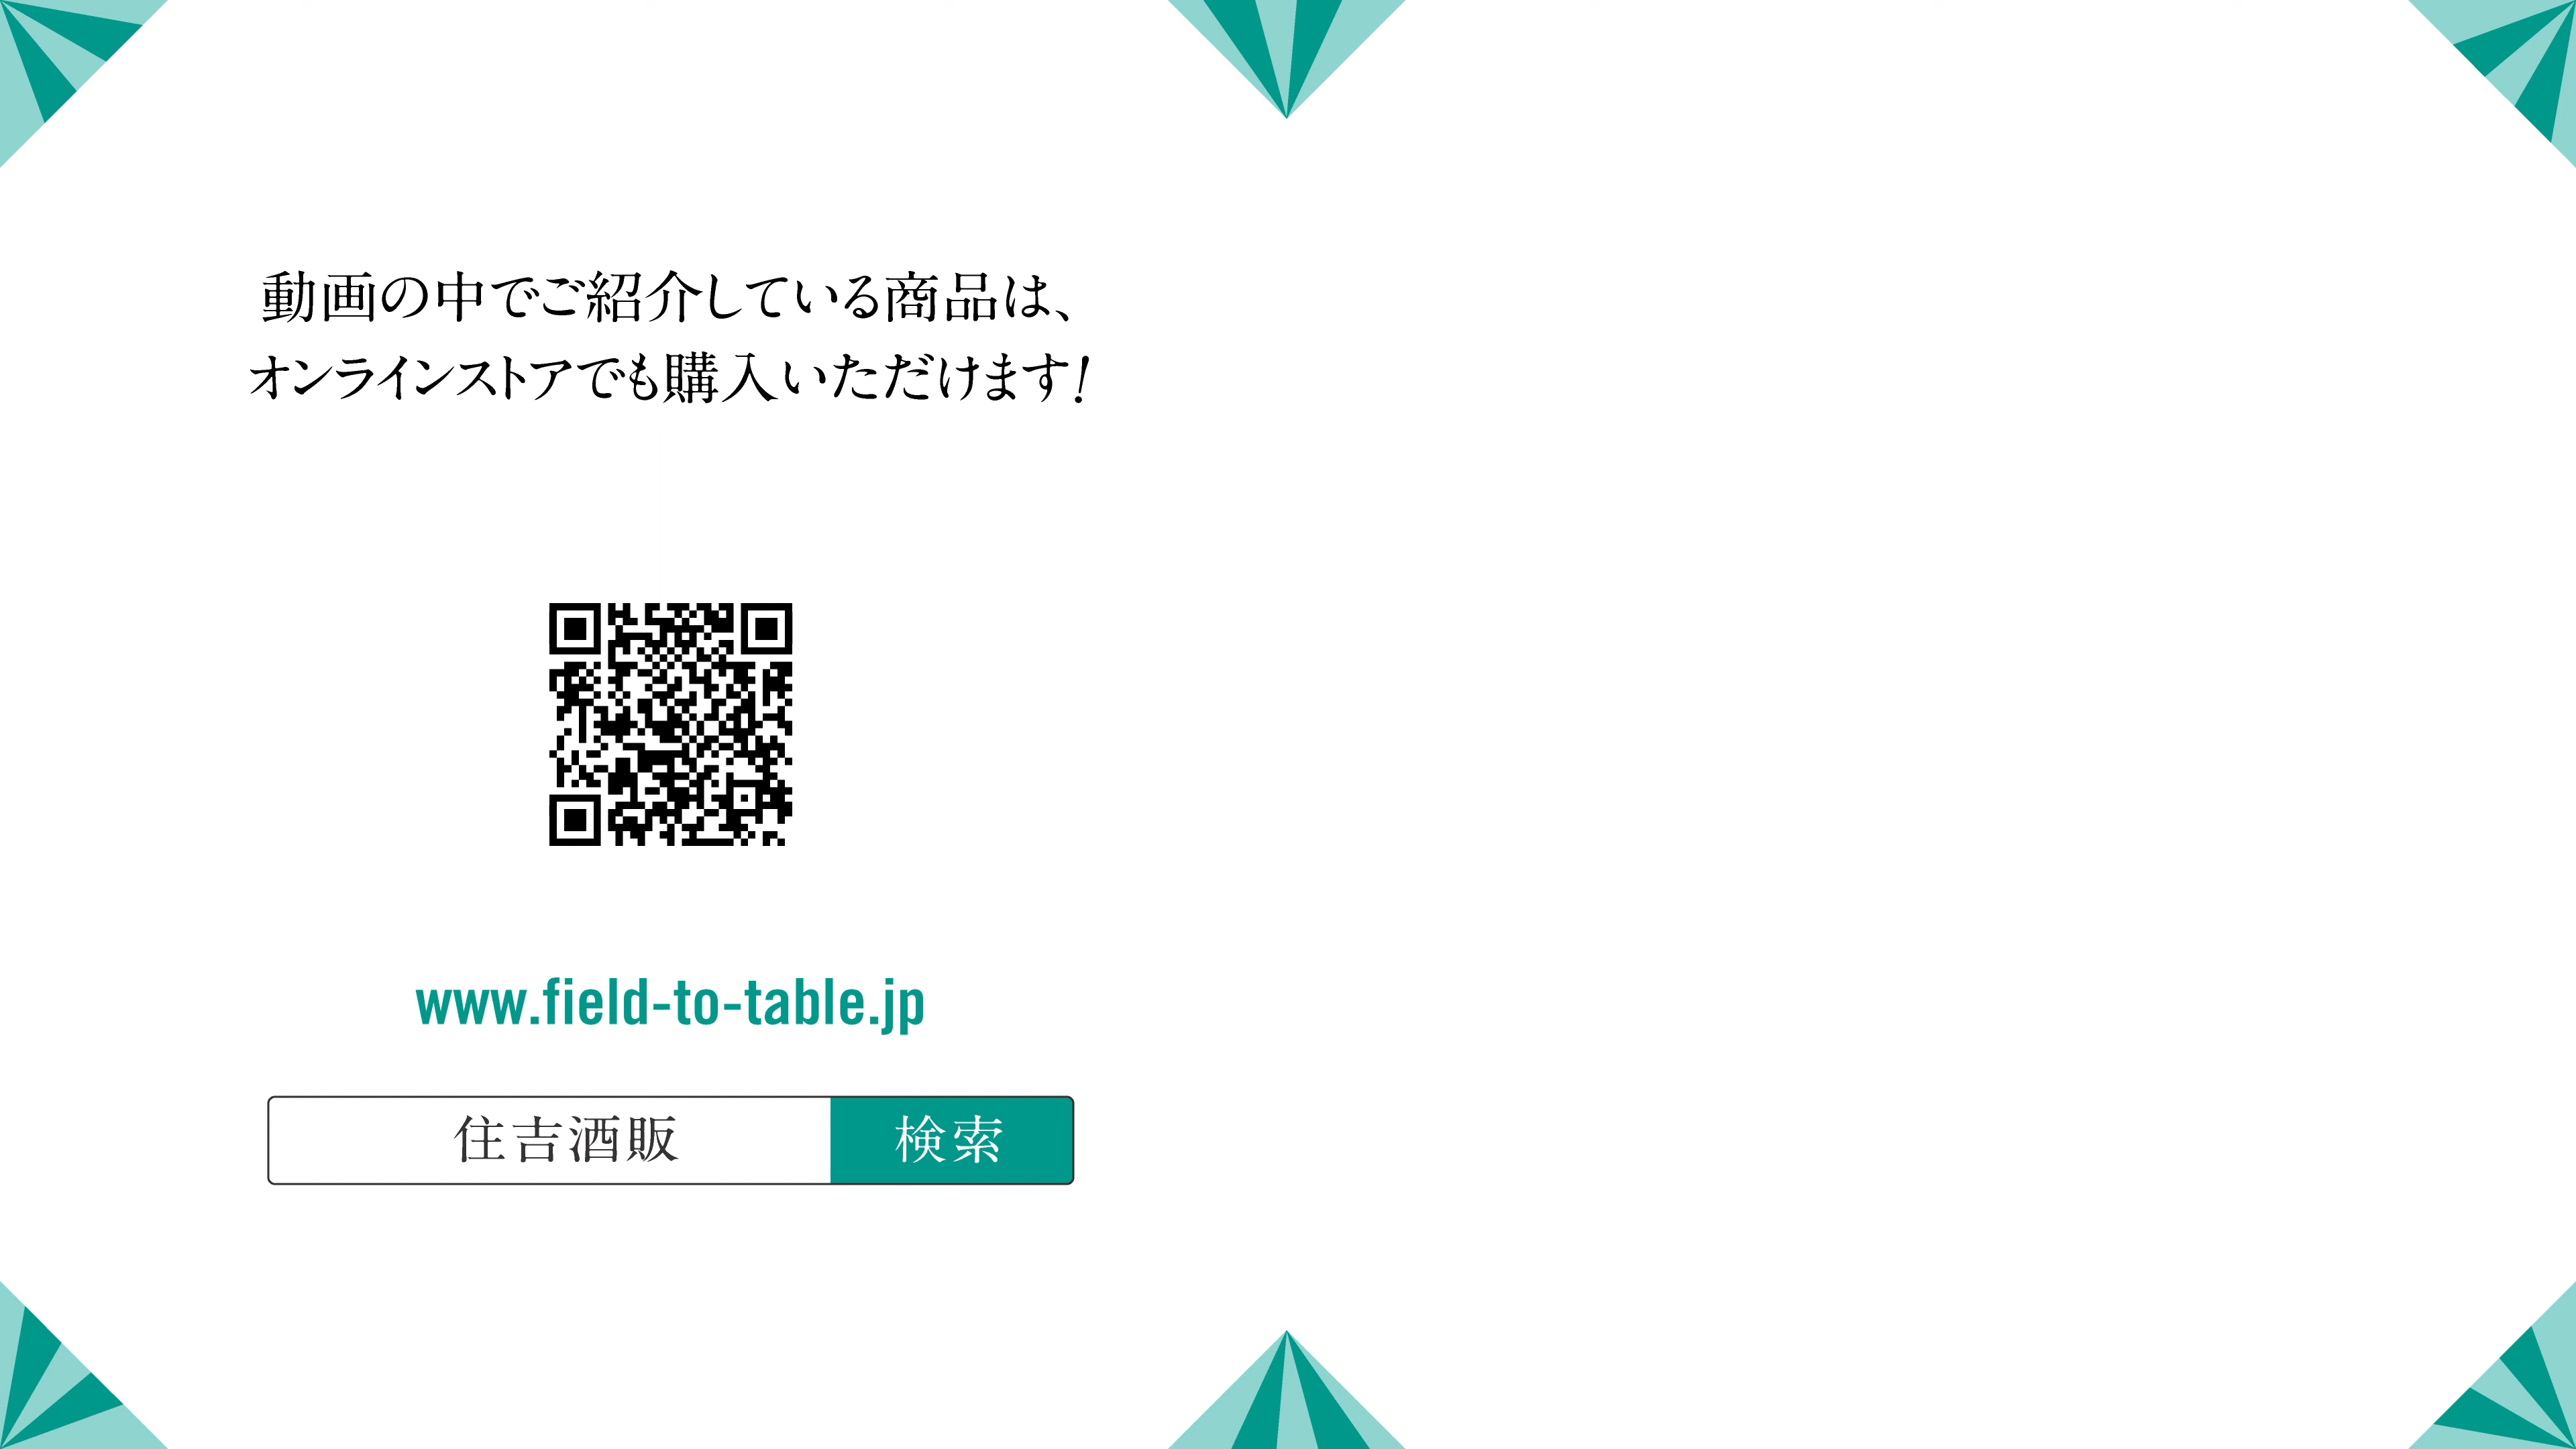 動画の中でご紹介している商品は、
オンラインストアでも購入いただけます！
www.field-to-table.jp
住吉酒販 検索